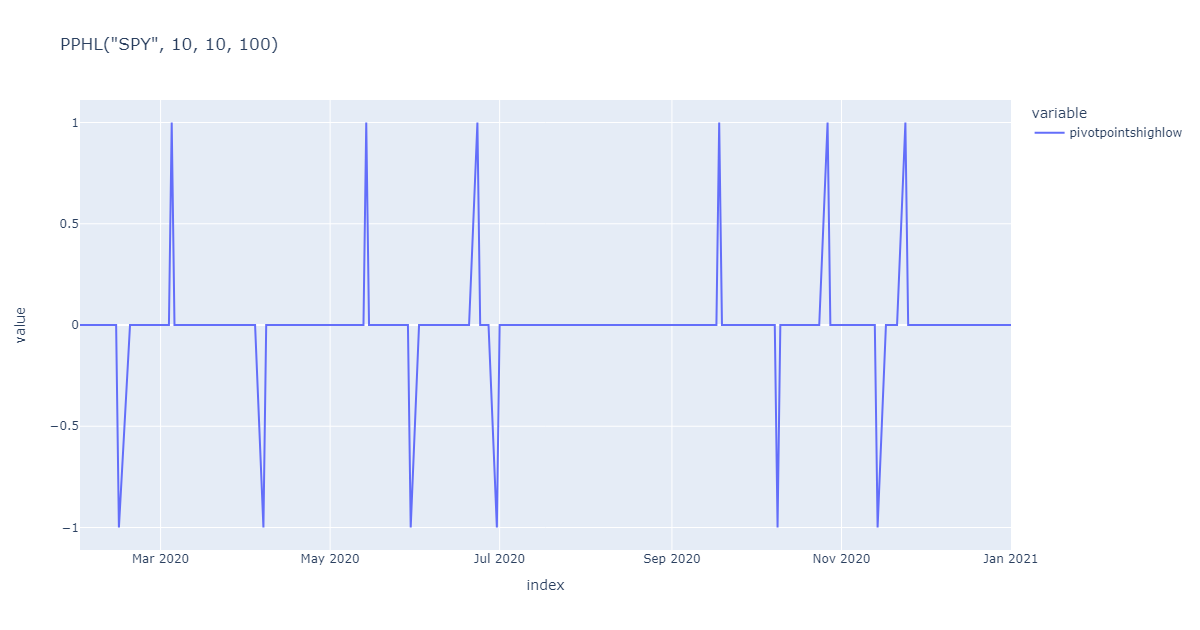 PPHL("SPY", 10, 10, 100)
variable
pivotpointshighlow
1
0.5
0
−0.5
−1
value
Mar 2020
May 2020
Jul 2020
Sep 2020
Nov 2020
Jan 2021
index